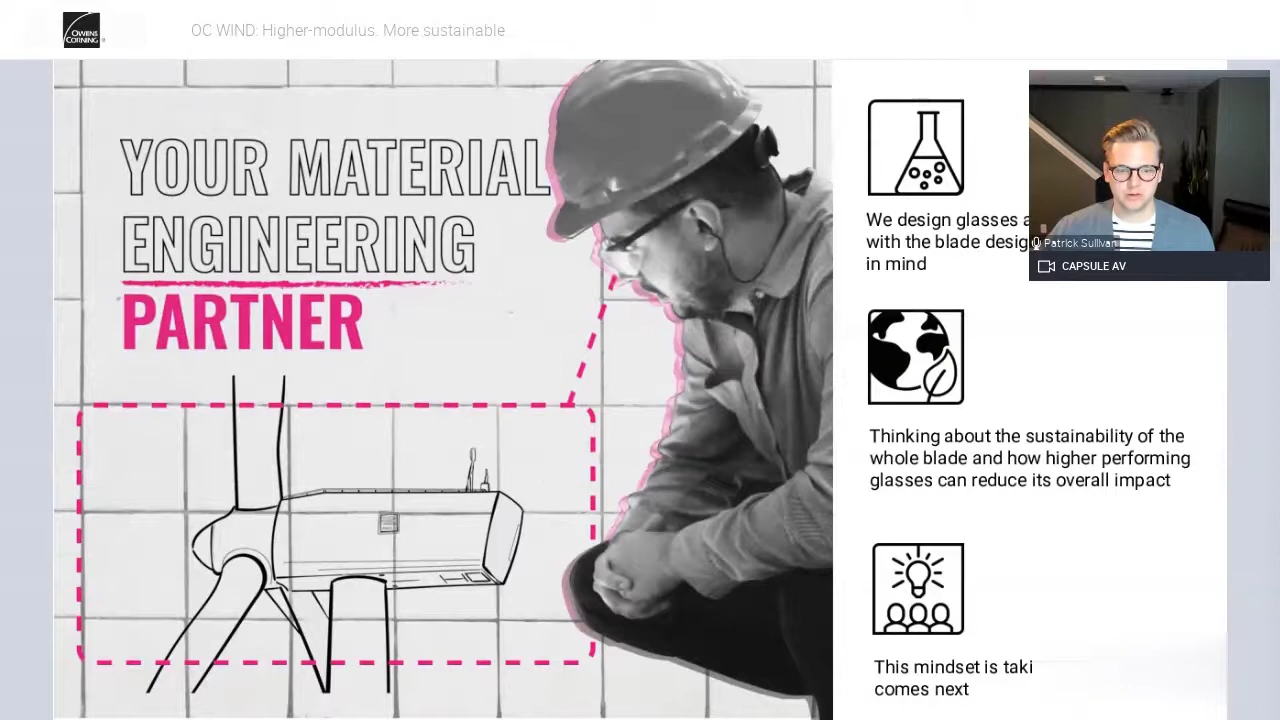 OWENS
CORNING
OC WIND: Higher-modulus. More sustainable
YOUR MATERIAL
ENGINEERING
PARTNER
We design glasses a
with the blade desig
in mind
Patrick Sullivan
CAPSULE AV
Thinking about the sustainability of the
whole blade and how higher performing
glasses can reduce its overall impact
This mindset is taki
comes next